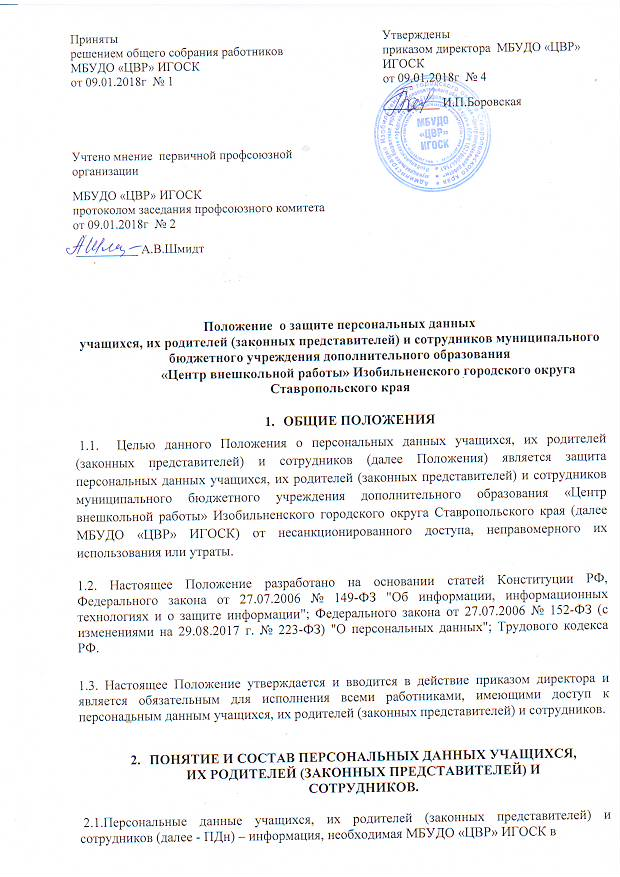 Приняты
решением общего собрания работников
МБУДО «ЦВР» ИГОСК
от 09.01.2018г № 1
Утверждены
приказом директора МБУДО «ЦВР»
ИГОСК
от 09.01.2018г № 4
И.П.Боровская
МБУДО
«ЦВР»
ИГОСК
Учтено мнение первичной профсоюзной
организации
МБУДО «ЦВР» ИГОСК
протоколом заседания профсоюзного комитета
от 09.01.2018г № 2
А.В.Шмидт
Положение о защите персональных данных
учащихся, их родителей (законных представителей) и сотрудников муниципального
бюджетного учреждения дополнительного образования
«Центр внешкольной работы» Изобильненского городского округа
Ставропольского края
1. ОБЩИЕ ПОЛОЖЕНИЯ
1.1. Целью данного Положения о персональных данных учащихся, их родителей
(законных представителей) и сотрудников (далее Положения) является защита
персональных данных учащихся, их родителей (законных представителей) и сотрудников
муниципального бюджетного учреждения дополнительного образования «Центр
внешкольной работы» Изобильненского городского округа Ставропольского края (далее
МБУДО «ЦВР» ИГОСК) от несанкционированного доступа, неправомерного их
использования или утраты.
1.2. Настоящее Положение разработано на основании статей Конституции РФ,
Федерального закона от 27.07.2006 № 149-ФЗ "Об информации, информационных
технологиях и о защите информации"; Федерального закона от 27.07.2006 № 152-ФЗ (с
изменениями на 29.08.2017 г. № 223-ФЗ) "О персональных данных"; Трудового кодекса
РФ.
1.3. Настоящее Положение утверждается и вводится в действие приказом директора и
является обязательным для исполнения всеми работниками, имеющими доступ к
персональным данным учащихся, их родителей (законных представителей) и сотрудников.
2. ПОНЯТИЕ И СОСТАВ ПЕРСОНАЛЬНЫХ ДАННЫХ УЧАЩИХСЯ,
ИХ РОДИТЕЛЕЙ (ЗАКОННЫХ ПРЕДСТАВИТЕЛЕЙ) И
СОТРУДНИКОВ.
2.1.Персональные данные учащихся, их родителей (законных представителей) и
сотрудников (далее - ПДн) – информация, необходимая МБУДО «ЦВР» ИГОСК в